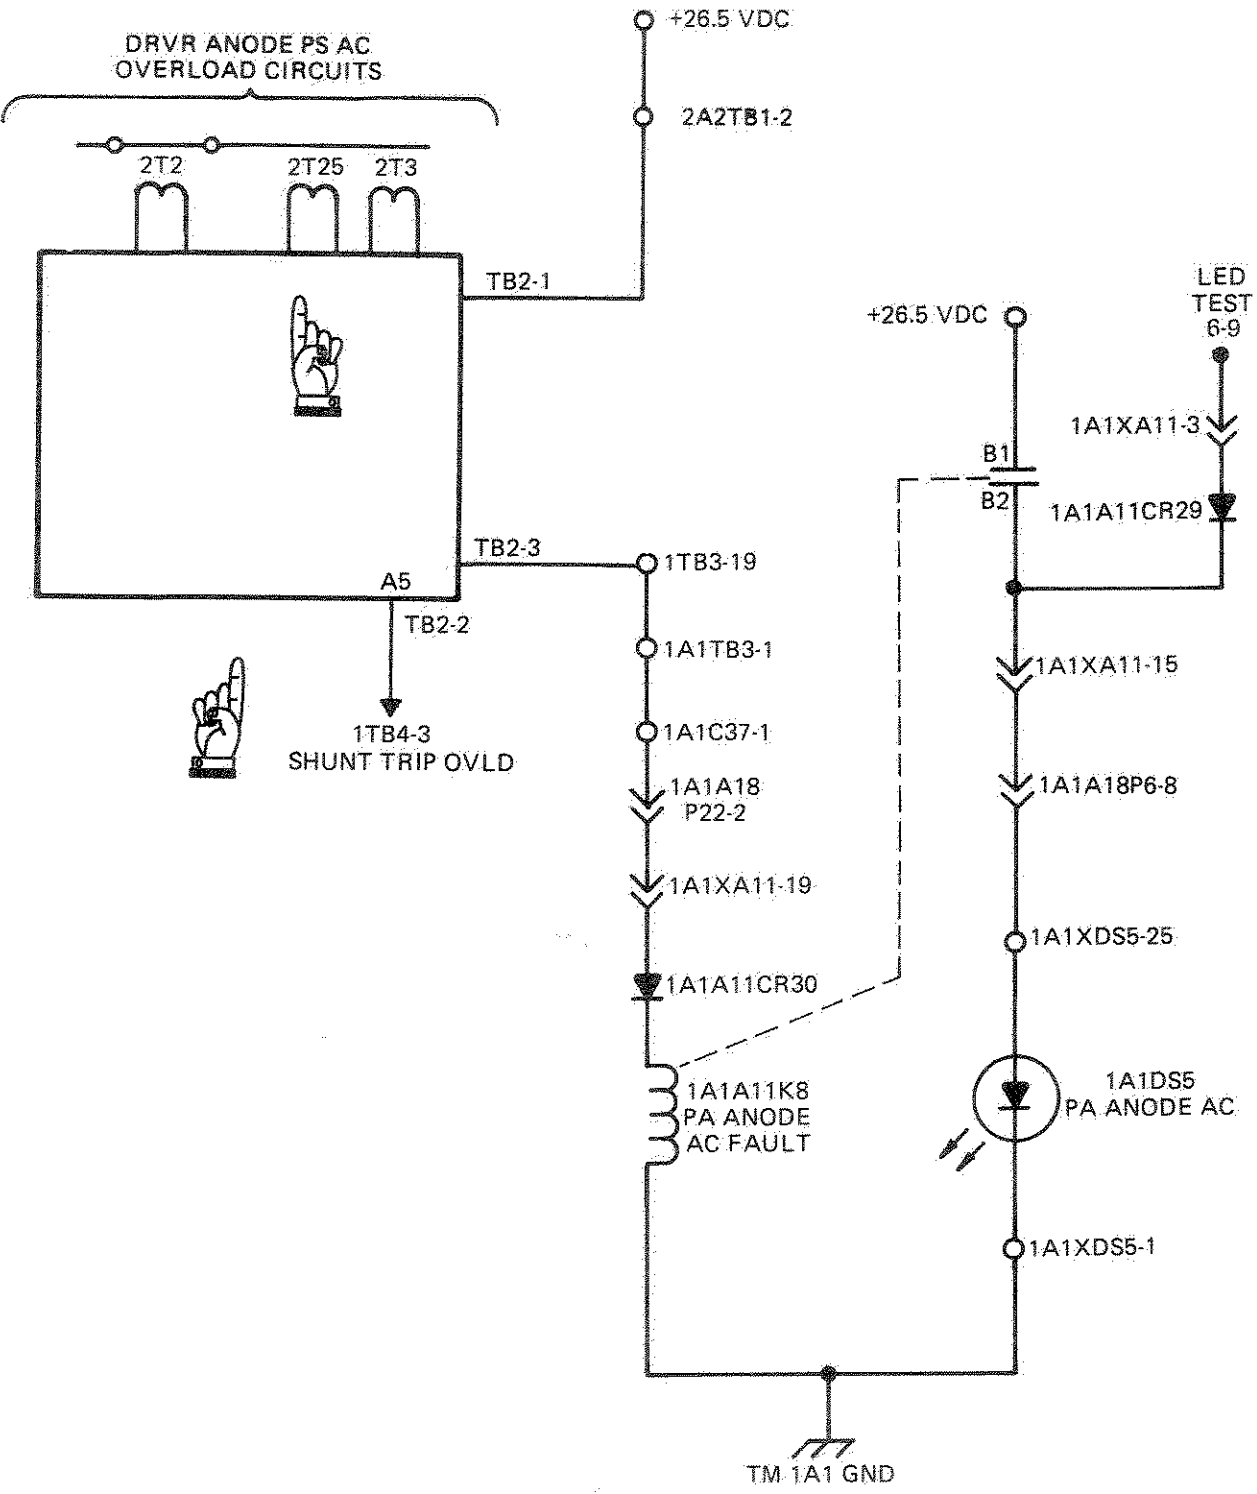 +26.5 VDC
DRVR ANODE PS AC
OVERLOAD CIRCUITS
2A2TB1-2
2T2
2T25
2T3
TB2-1
LED
TEST
6-9
+26.5 VDC
1A1XA11-3
B1
B2
1A1A11CR29
TB2-3
1TB3-19
A5
TB2-2
1A1TB3-1
1A1XA11-15
1TB4-3
SHUNT TRIP OVLD
1A1C37-1
1A1A18
P22-2
1A1A18P6-8
1A1XA11-19
1A1XDS5-25
1A1A11CR30
1A1A11K8
PA ANODE
AC FAULT
1A1DS5
PA ANODE AC
1A1XDS5-1
TM 1A1 GND